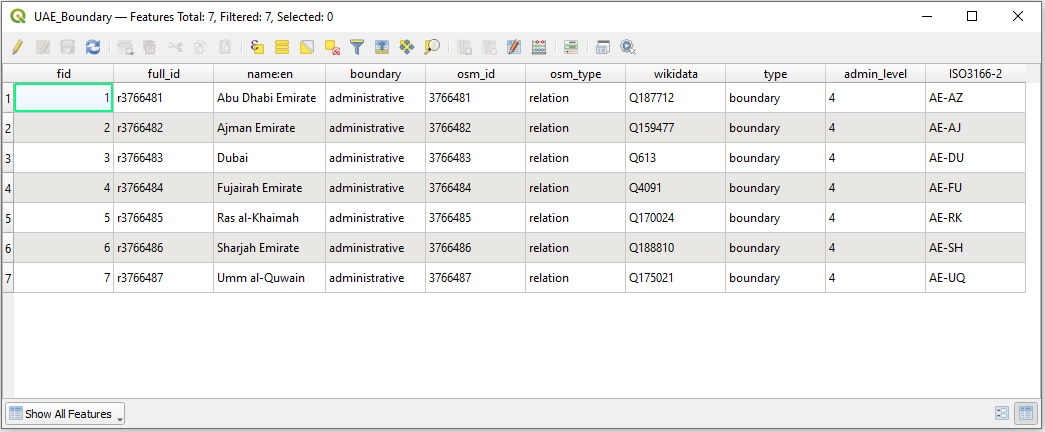 UAE_Boundary — Features Total: 7, Filtered: 7, Selected: 0
fid full_id name:en boundary osm_id osm_type wikidata type admin_level ISO3166-2
1 1 r3766481 Abu Dhabi Emirate administrative 3766481 relation Q187712 boundary 4 AE-AZ
2 2 r3766482 Ajman Emirate administrative 3766482 relation Q159477 boundary 4 AE-AJ
3 3 r3766483 Dubai administrative 3766483 relation Q613 boundary 4 AE-DU
4 4 r3766484 Fujairah Emirate administrative 3766484 relation Q4091 boundary 4 AE-FU
5 5 r3766485 Ras al-Khaimah administrative 3766485 relation Q170024 boundary 4 AE-RK
6 6 r3766486 Sharjah Emirate administrative 3766486 relation Q188810 boundary 4 AE-SH
7 7 r3766487 Umm al-Quwain administrative 3766487 relation Q175021 boundary 4 AE-UQ
Show All Features